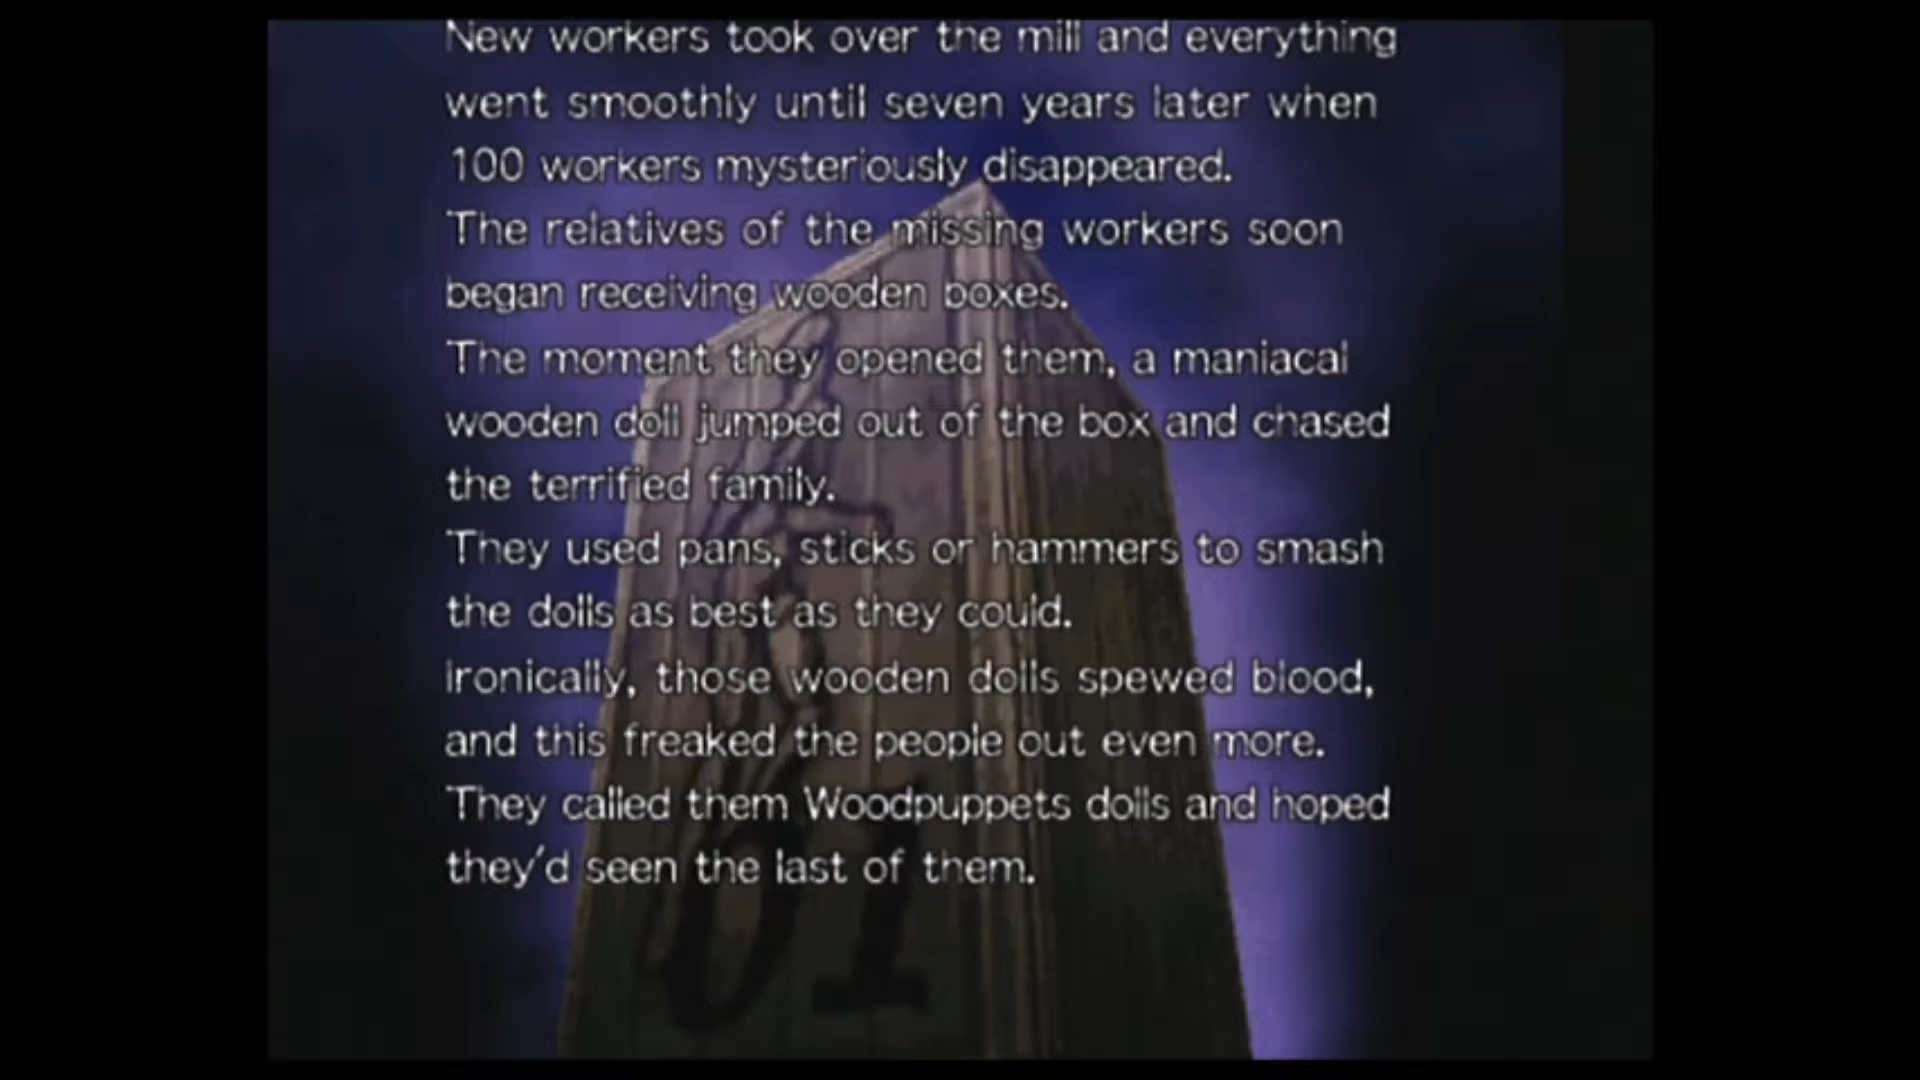 New workers took over the mill and everything
went smoothly until seven years later when
100 workers mysteriously disappeared.
The relatives of the missing workers soon
began receiving wooden boxes.
The moment they opened them, a maniacal
wooden doll jumped out of the box and chased
the terrified family.
They used pans, sticks or hammers to smash
the dolls as best as they could.
Ironically, those wooden dolls spewed blood,
and this freaked the people out even more.
They called them Woodpuppets dolls and hoped
they'd seen the last of them.
01